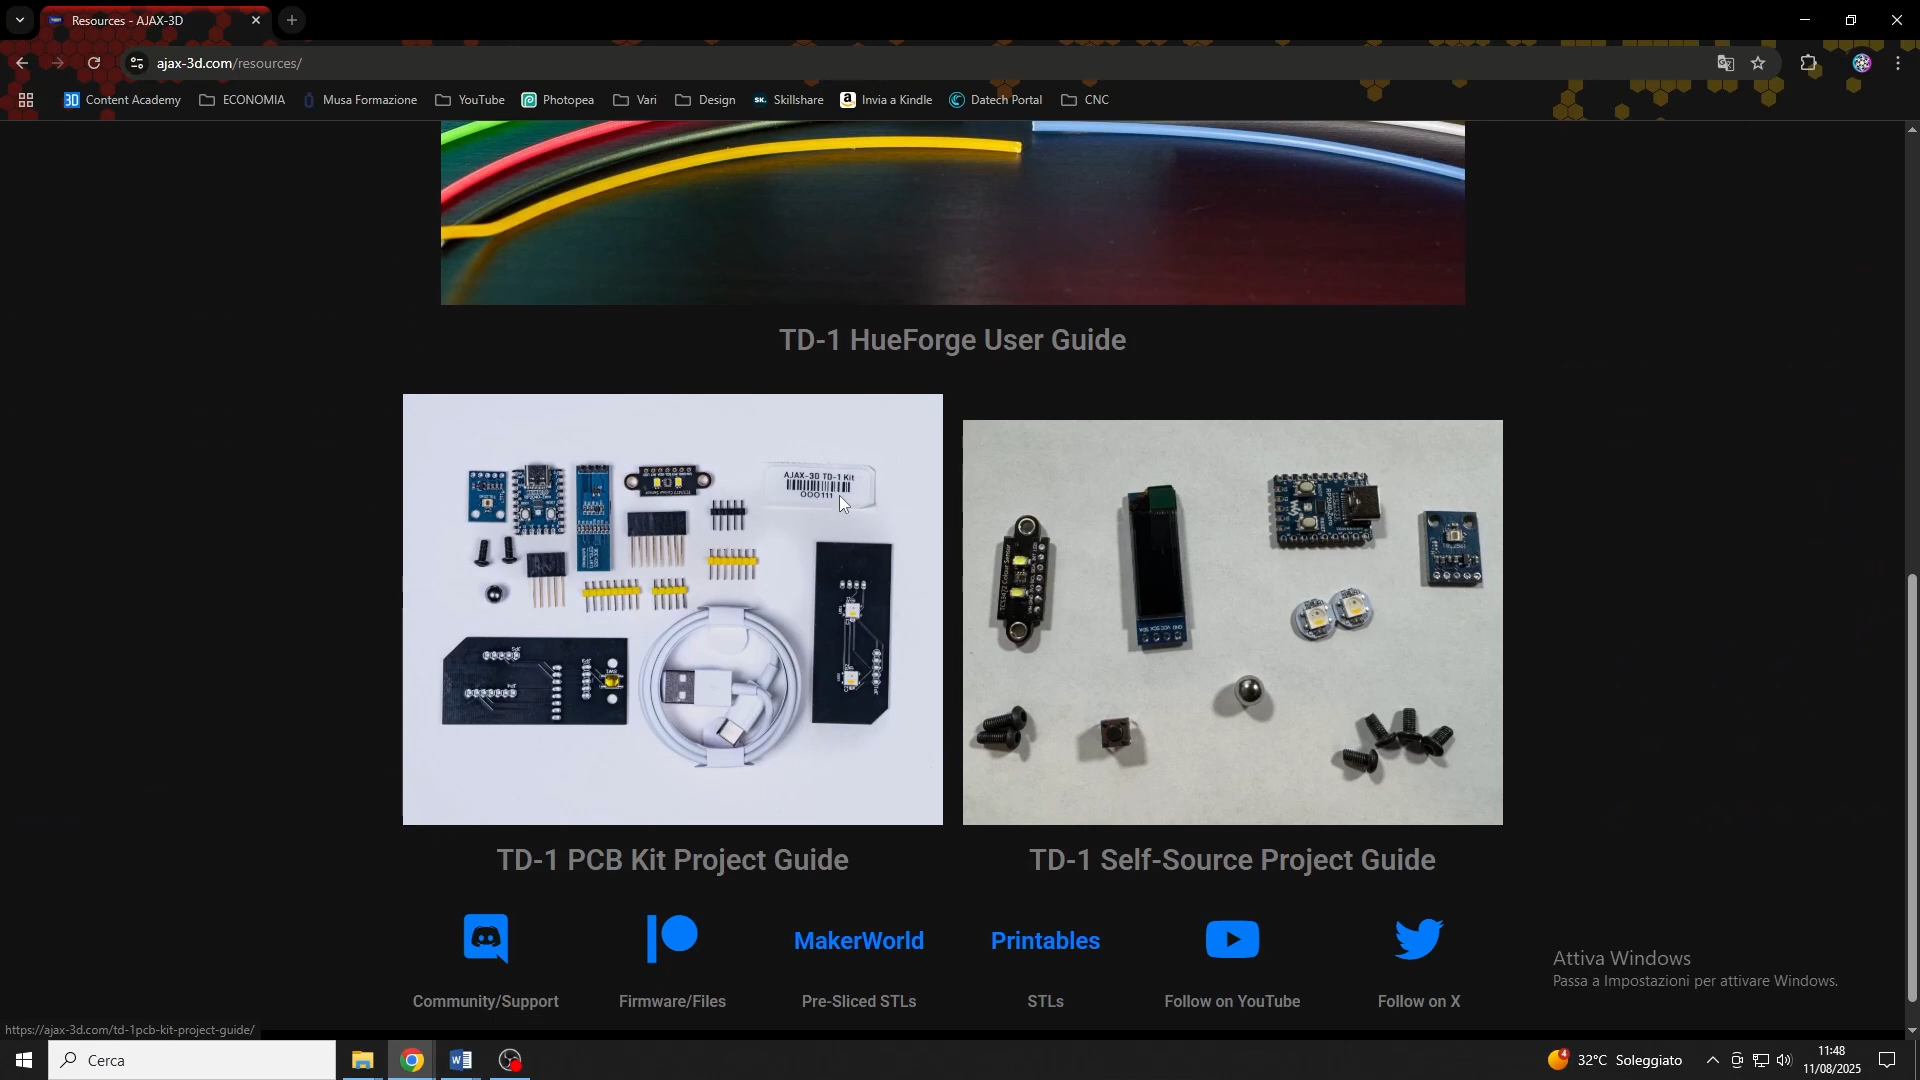 Resources - AJAX-3D
ajax-3d.com/resources/
Content Academy
ECONOMIA
Musa Formazione
YouTube
Photopea
Vari
Design
SK.
Skillshare
Invia a Kindle
Datech Portal
CNC
TD-1 HueForge User Guide
AJAX-3D TD-1 Kit
000111
TD-1 PCB Kit Project Guide
TD-1 Self-Source Project Guide
MakerWorld
Printables
Community/Support
Firmware/Files
Pre-Sliced STLs
STLs
Follow on YouTube
Follow on X
Attiva Windows
Passa a Impostazioni per attivare Windows.
https://ajax-3d.com/td-1pcb-kit-project-guide/
Cerca
4
32°C Soleggiato
11:48
11/08/2025